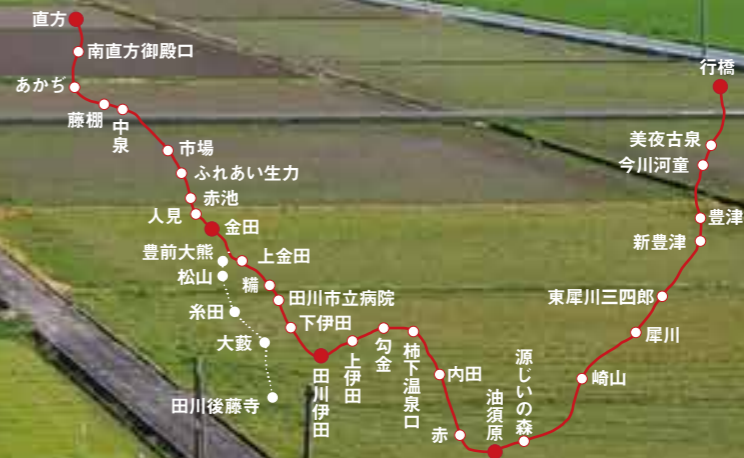 直方
南直方御殿口
あかぢ
藤棚
中泉
市場
ふれあい生力
赤池
人見
金田
豊前大熊
松山
糸田
大藪
田川後藤寺
上金田
糒
田川市立病院
下伊田
田川伊田
上伊田
勾金
柿下温泉口
内田
赤
油須原
源じいの森
崎山
犀川
東犀川三四郎
新豊津
豊津
今川河童
美夜古泉
行橋